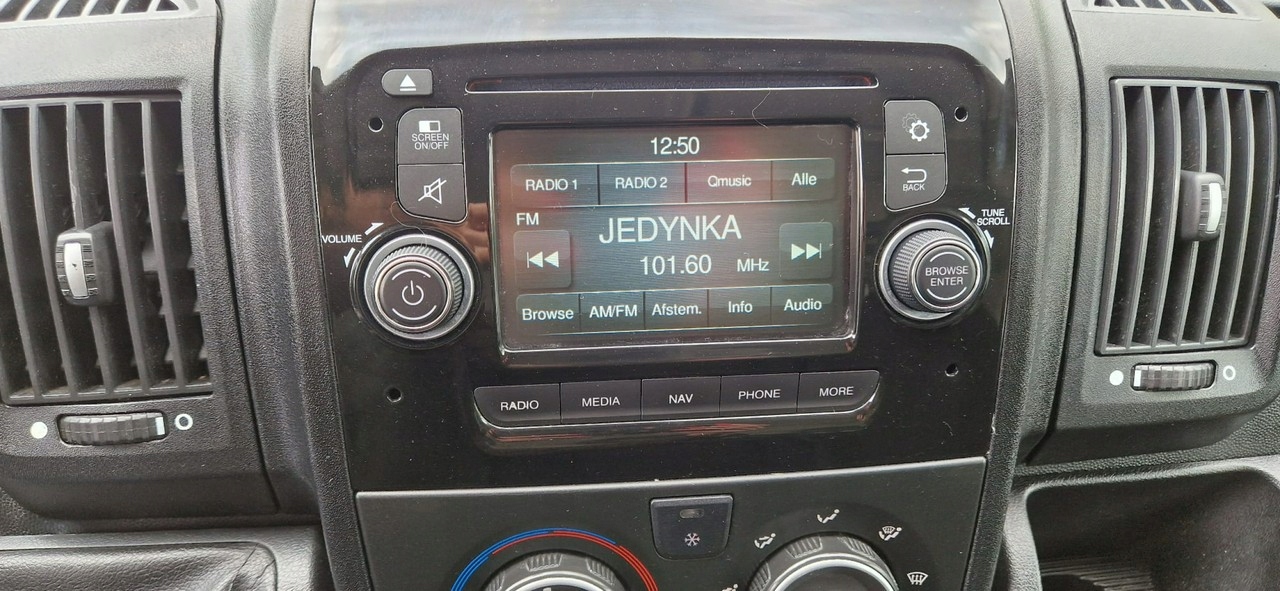 SCREEN
ON/OFF
VOLUME
12:50
RADIO 1 RADIO 2 Qmusic Alle
FM
JEDYNKA
101.60 MHz
Browse AM/FM Afstem. Info Audio
BACK
TUNE
SCROLL
BROWSE
ENTER
RADIO MEDIA NAV PHONE MORE